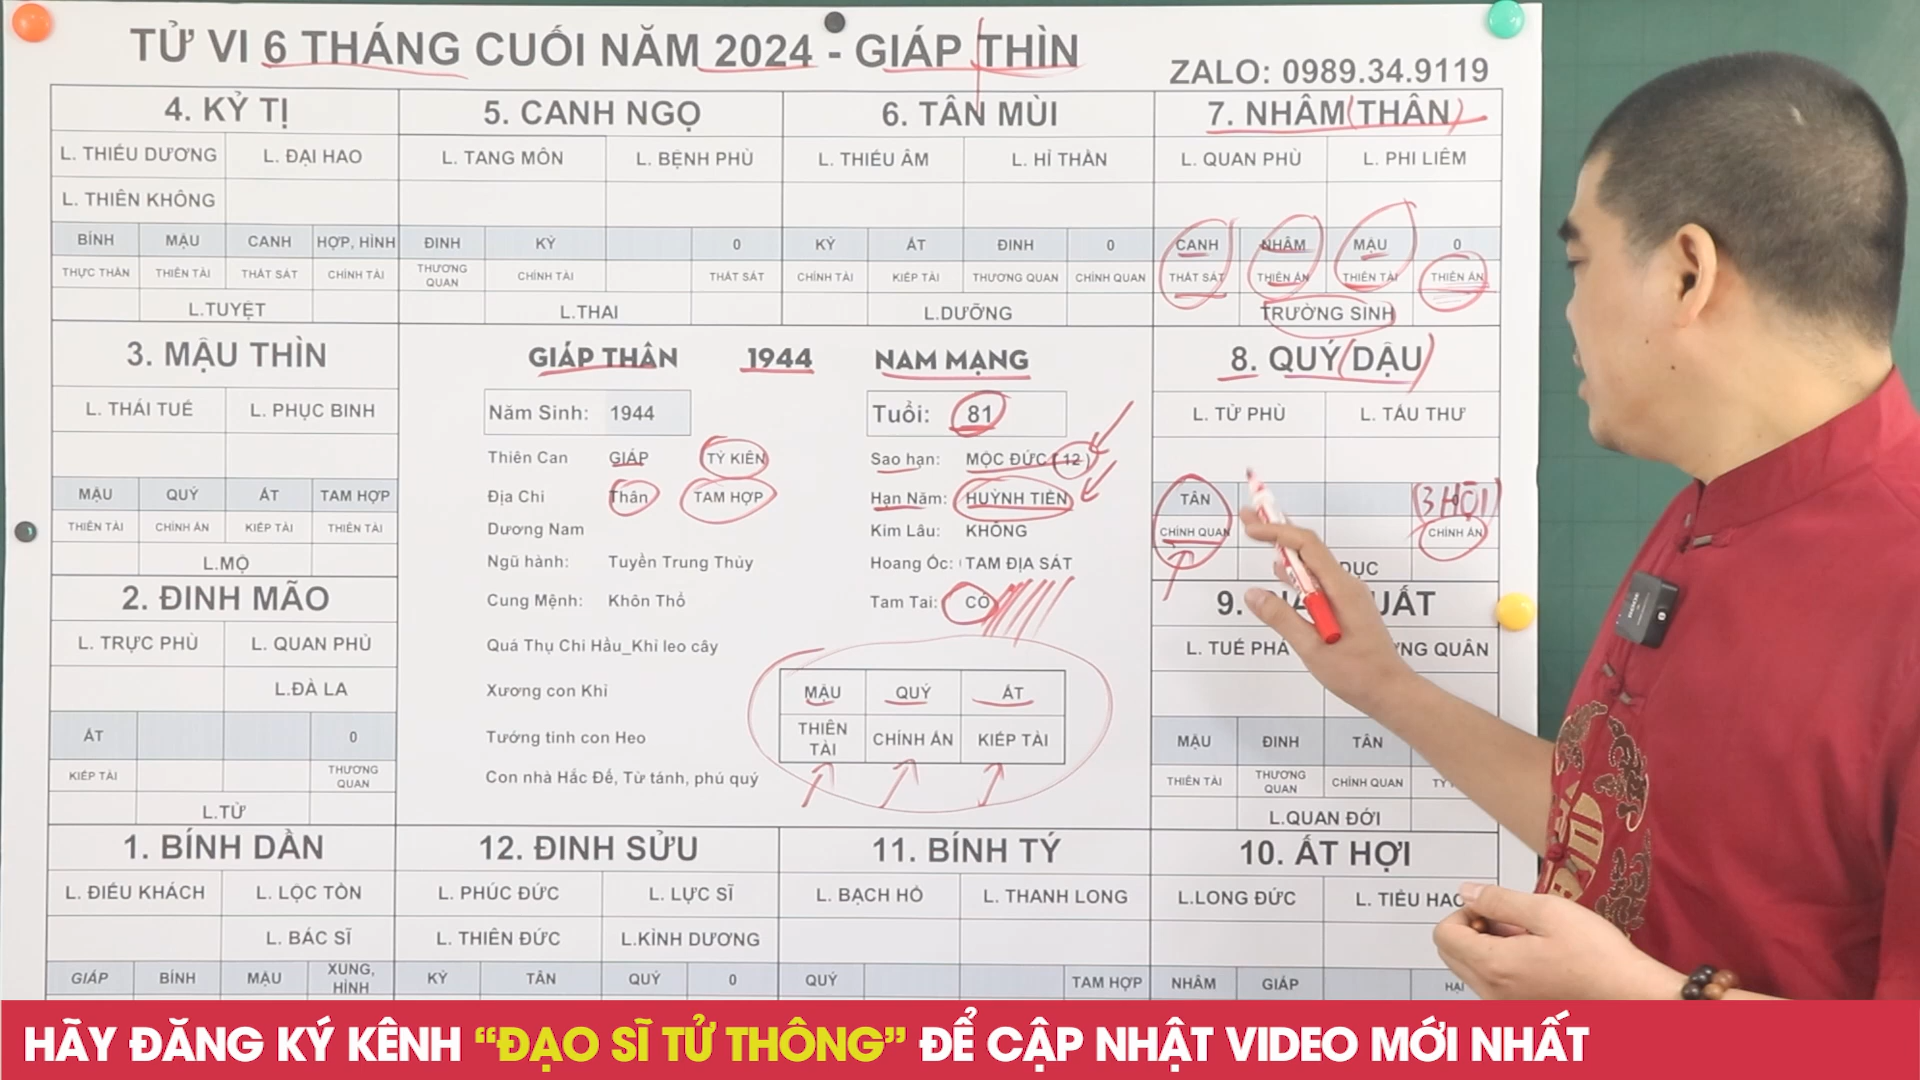 TỬ VI 6 THÁNG CUỐI NĂM 2024 - GIÁP THÌN
ZALO: 0989.34.9119
4. KỶ TỊ
L. THIẾU DƯƠNG L. ĐẠI HAO
L. THIÊN KHÔNG
BÍNH MẬU CANH HỢP, HÌNH
THỰC THẦN THIÊN TÀI THẤT SÁT CHÍNH TÀI
L.TUYỆT
5. CANH NGỌ
L. TANG MÔN L. BỆNH PHÙ
ĐINH KỶ 0
THƯƠNG QUAN CHÍNH TÀI THẤT SÁT
L.THAI
6. TÂN MÙI
L. THIẾU ÂM L. HỈ THẦN
KỶ ẤT ĐINH 0
CHÍNH TÀI KIẾP TÀI THƯƠNG QUAN CHÍNH QUAN
L.DƯỠNG
7. NHÂM (THÂN)
L. QUAN PHÙ L. PHI LIÊM
CANH NHÂM MẬU 0
THẤT SÁT THIÊN ẤN THIÊN TÀI THIÊN ẤN
TRƯỜNG SINH
3. MẬU THÌN
L. THÁI TUẾ L. PHỤC BINH
MẬU QUÝ ẤT TAM HỢP
THIÊN TÀI CHÍNH ẤN KIẾP TÀI THIÊN TÀI
L.MỘ
GIÁP THÂN 1944 NAM MẠNG
Năm Sinh: 1944 Tuổi: 81
Thiên Can GIÁP TỶ KIÊN Sao hạn: MỘC ĐỨC ( 12 )
Địa Chi Thân TAM HỢP Hạn Năm: HUỲNH TIỀN
Dương Nam Kim Lâu: KHÔNG
Ngũ hành: Tuyền Trung Thủy Hoang Ốc: TAM ĐỊA SÁT
Cung Mệnh: Khôn Thổ Tam Tai: CÓ
Quá Thụ Chi Hầu_Khỉ leo cây
Xương con Khỉ
Tướng tinh con Heo
Con nhà Hắc Đế, Từ tánh, phú quý
MẬU QUÝ ẤT
THIÊN TÀI CHÍNH ẤN KIẾP TÀI
8. QUÝ (DẬU)
L. TỬ PHÙ L. TẤU THƯ
TÂN 3 HỘI
CHÍNH QUAN CHÍNH ẤN
DỤC
2. ĐINH MÃO
L. TRỰC PHÙ L. QUAN PHỦ
L.ĐÀ LA
ẤT 0
KIẾP TÀI THƯƠNG QUAN
L.TỬ
9.
L. TUẾ PHÁ
MẬU ĐINH TÂN
THIÊN TÀI THƯƠNG QUAN CHÍNH QUAN
L.QUAN ĐỚI
1. BÍNH DẦN
L. ĐIẾU KHÁCH L. LỘC TỒN
L. BÁC SĨ
GIÁP BÍNH MẬU XUNG, HÌNH
12. ĐINH SỬU
L. PHÚC ĐỨC L. LỰC SĨ
L. THIÊN ĐỨC L.KÌNH DƯƠNG
KỶ TÂN QUÝ 0
11. BÍNH TÝ
L. BẠCH HỔ L. THANH LONG
QUÝ TAM HỢP
10. ẤT HỢI
L.LONG ĐỨC L. TIỂU HAO
NHÂM GIÁP HẠI
HÃY ĐĂNG KÝ KÊNH “ĐẠO SĨ TỬ THÔNG” ĐỂ CẬP NHẬT VIDEO MỚI NHẤT